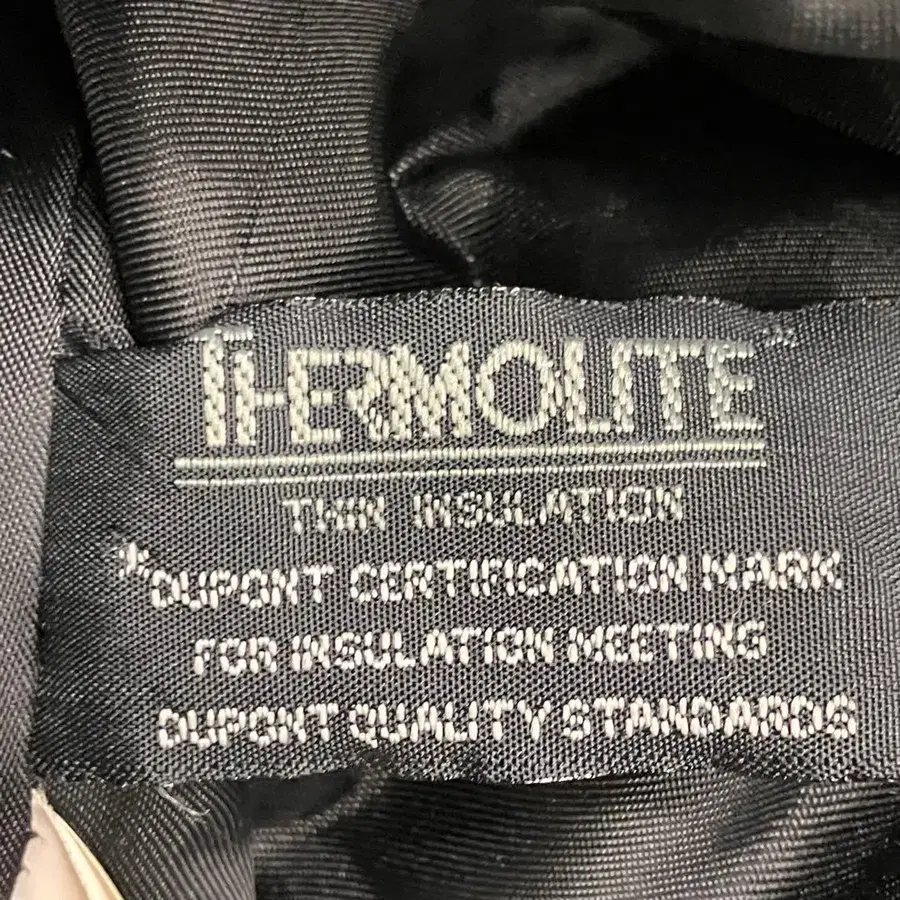 THERMOLITE*
THIN INSULATION
*DUPONT CERTIFICATION MARK
FOR INSULATION MEETING
DUPONT QUALITY STANDARDS